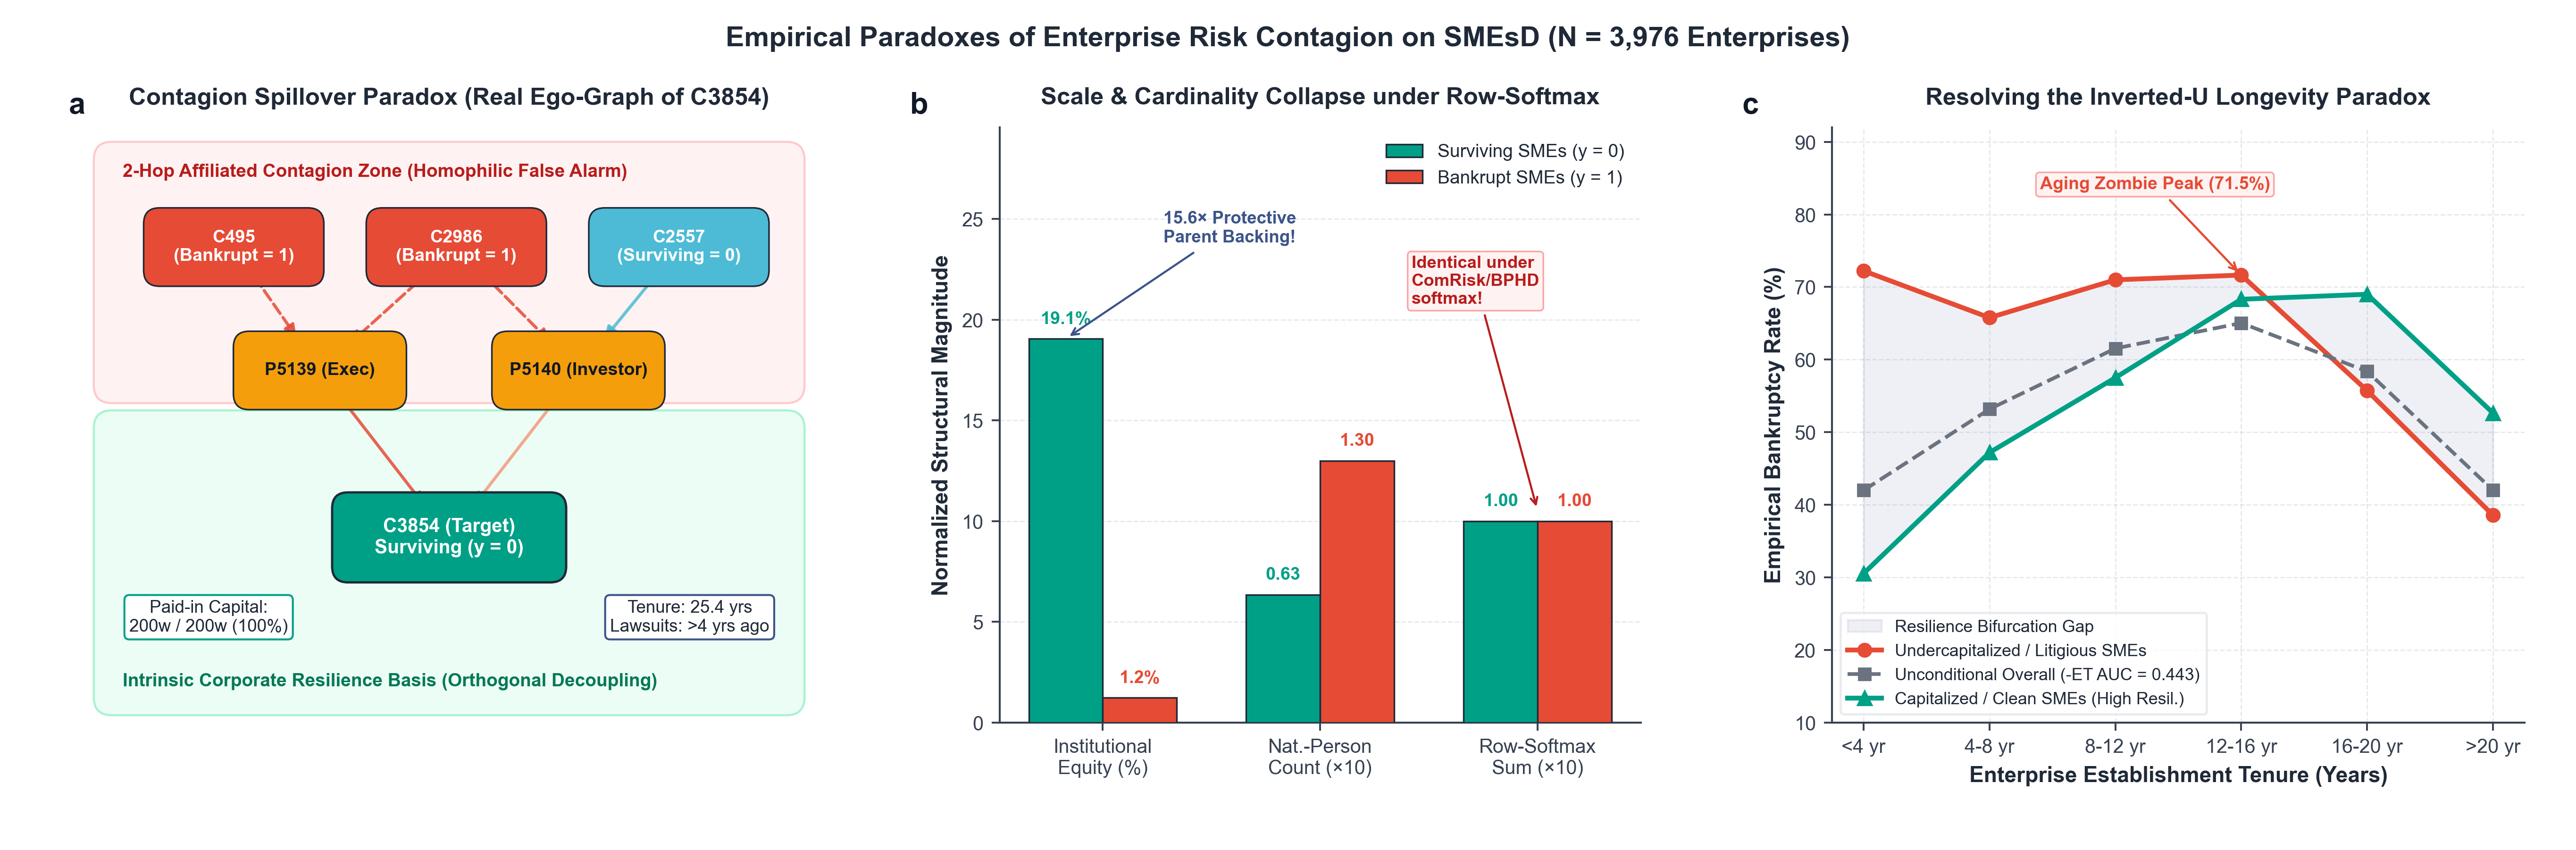 Empirical Paradoxes of Enterprise Risk Contagion on SMEsD (N = 3,976 Enterprises)
a
Contagion Spillover Paradox (Real Ego-Graph of C3854)
2-Hop Affiliated Contagion Zone (Homophilic False Alarm)
C495
(Bankrupt = 1)
C2986
(Bankrupt = 1)
C2557
(Surviving = 0)
P5139 (Exec)
P5140 (Investor)
C3854 (Target)
Surviving (y = 0)
Paid-in Capital:
200w / 200w (100%)
Tenure: 25.4 yrs
Lawsuits: >4 yrs ago
Intrinsic Corporate Resilience Basis (Orthogonal Decoupling)
b
Scale & Cardinality Collapse under Row-Softmax
Surviving SMEs (y = 0)
Bankrupt SMEs (y = 1)
15.6× Protective
Parent Backing!
Identical under
ComRisk/BPHD
softmax!
19.1%
1.2%
0.63
1.30
1.00
1.00
Normalized Structural Magnitude
25
20
15
10
5
0
Institutional
Equity (%)
Nat.-Person
Count (×10)
Row-Softmax
Sum (×10)
c
Resolving the Inverted-U Longevity Paradox
Aging Zombie Peak (71.5%)
Empirical Bankruptcy Rate (%)
90
80
70
60
50
40
30
20
10
Resilience Bifurcation Gap
Undercapitalized / Litigious SMEs
Unconditional Overall (-ET AUC = 0.443)
Capitalized / Clean SMEs (High Resil.)
<4 yr
4-8 yr
8-12 yr
12-16 yr
16-20 yr
>20 yr
Enterprise Establishment Tenure (Years)